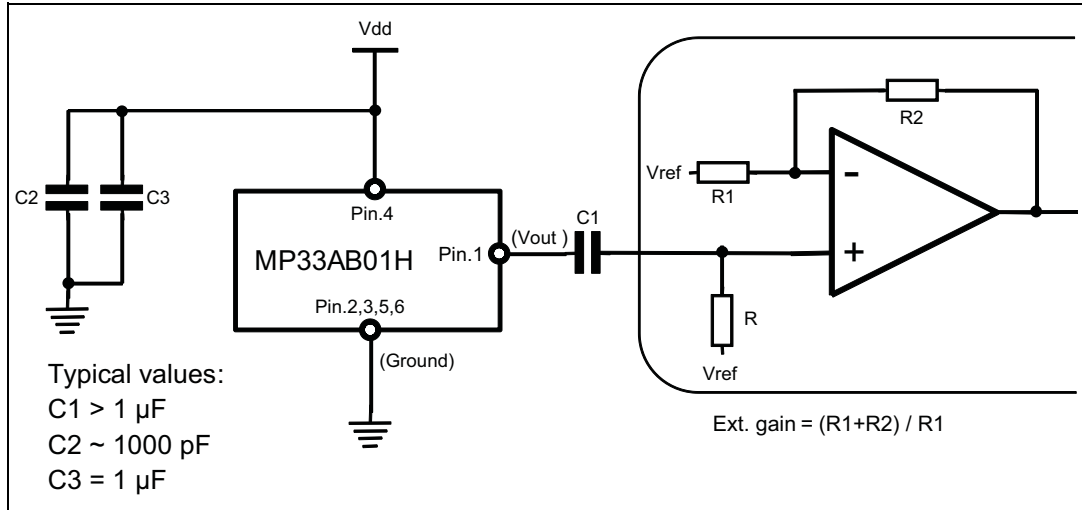 Vdd
C2
C3
Pin.4
MP33AB01H
Pin.1
(Vout )
C1
Pin.2,3,5,6
(Ground)
Vref
R1
R2
-
+
R
Vref
Ext. gain = (R1+R2) / R1
Typical values:
C1 > 1 µF
C2 ~ 1000 pF
C3 = 1 µF